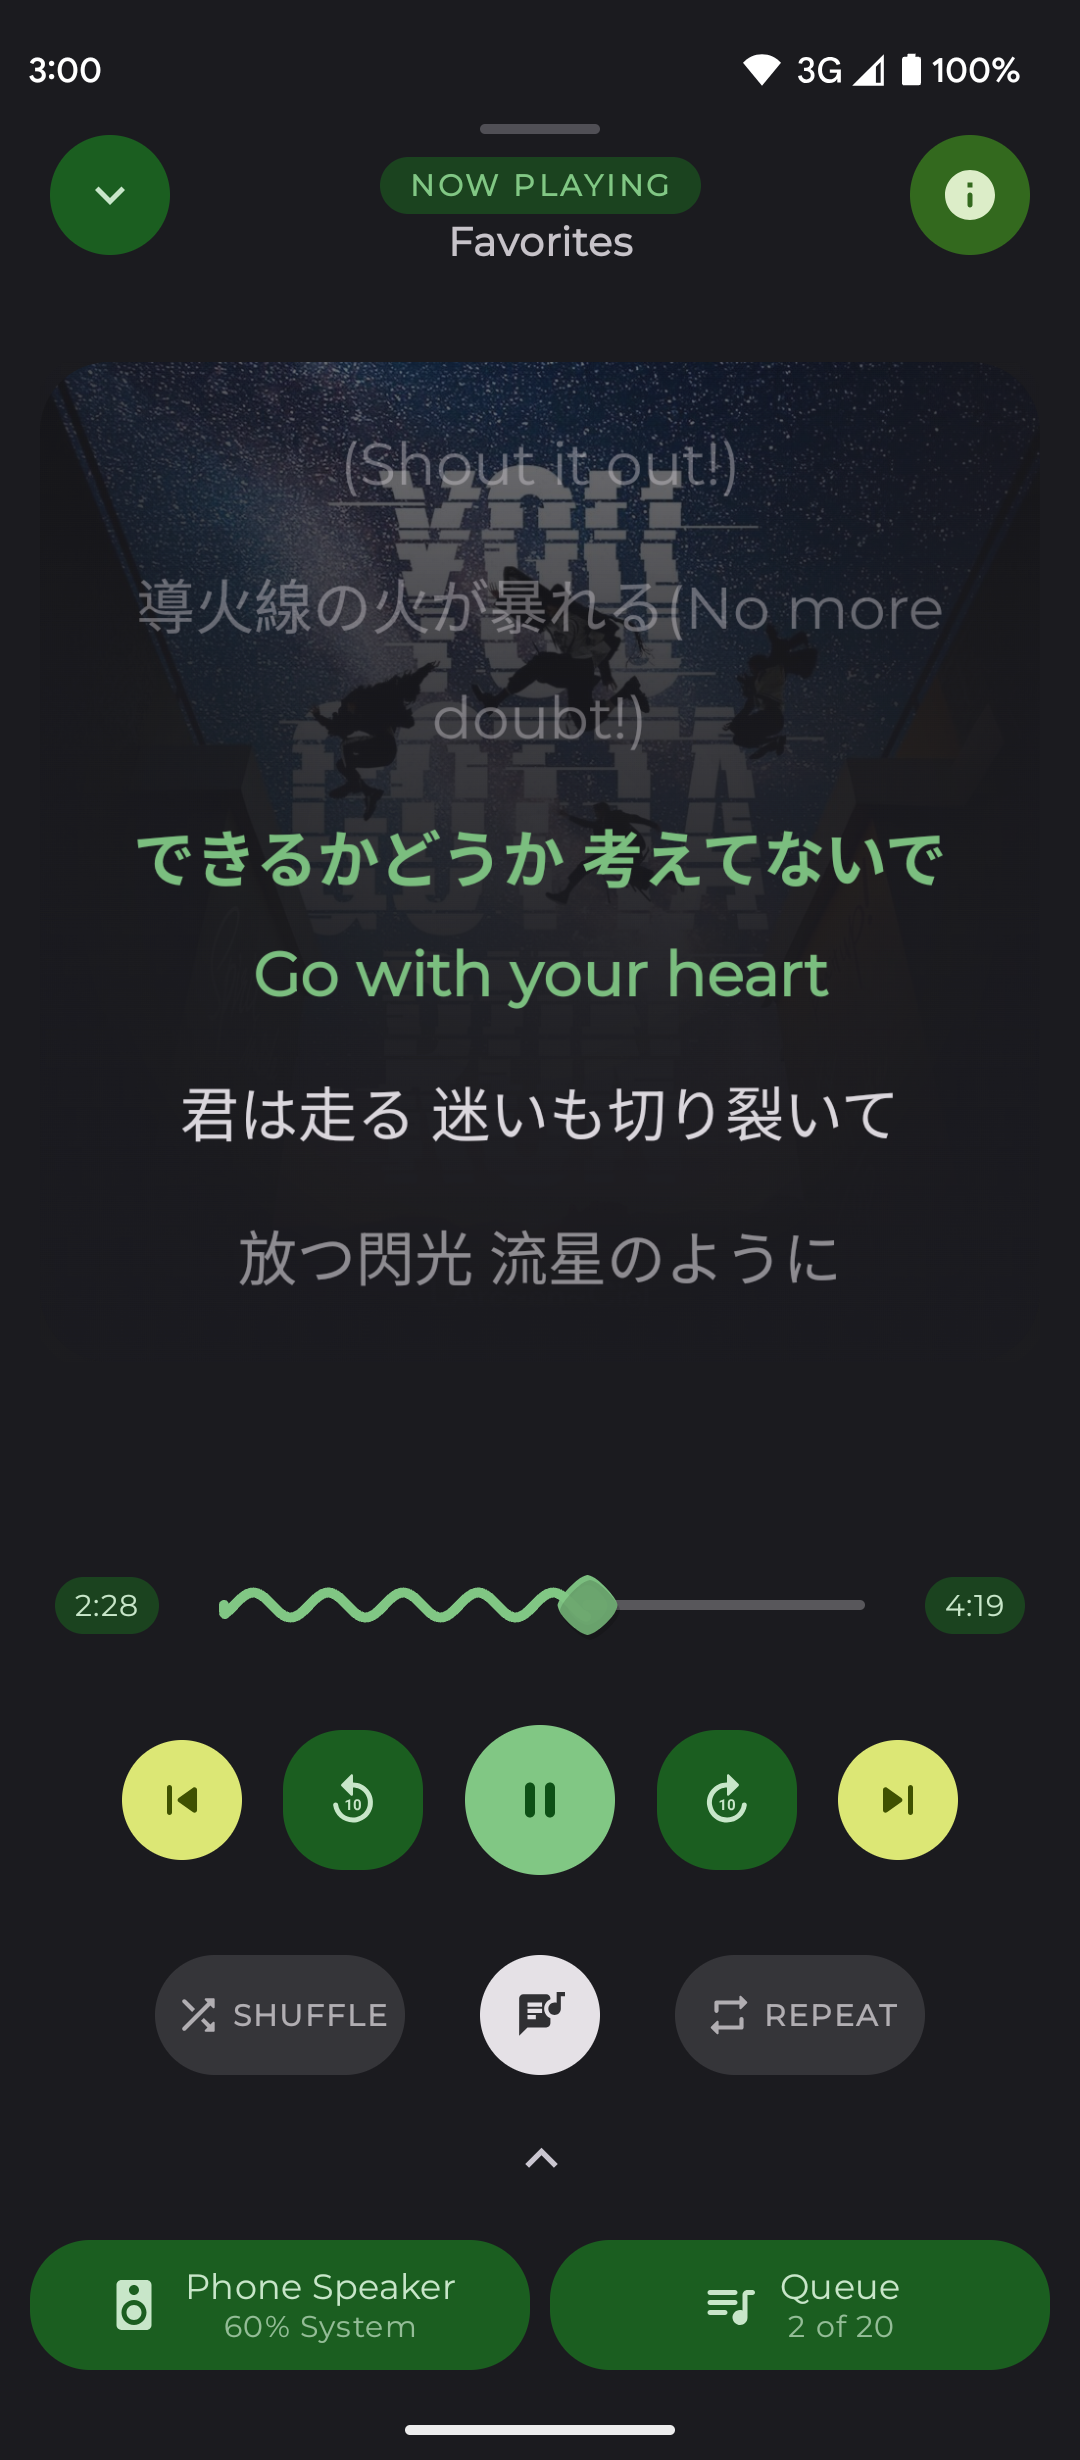 3:00
3G 100%
NOW PLAYING
Favorites
(Shout it out!)
導火線の火が暴れる(No more
doubt!)
YOU
GOTTA
RUN
できるかどうか 考えてないで
Go with your heart
君は走る 迷いも切り裂いて
放つ閃光 流星のように
2:28
4:19
10
10
SHUFFLE
REPEAT
Phone Speaker
60% System
Queue
2 of 20